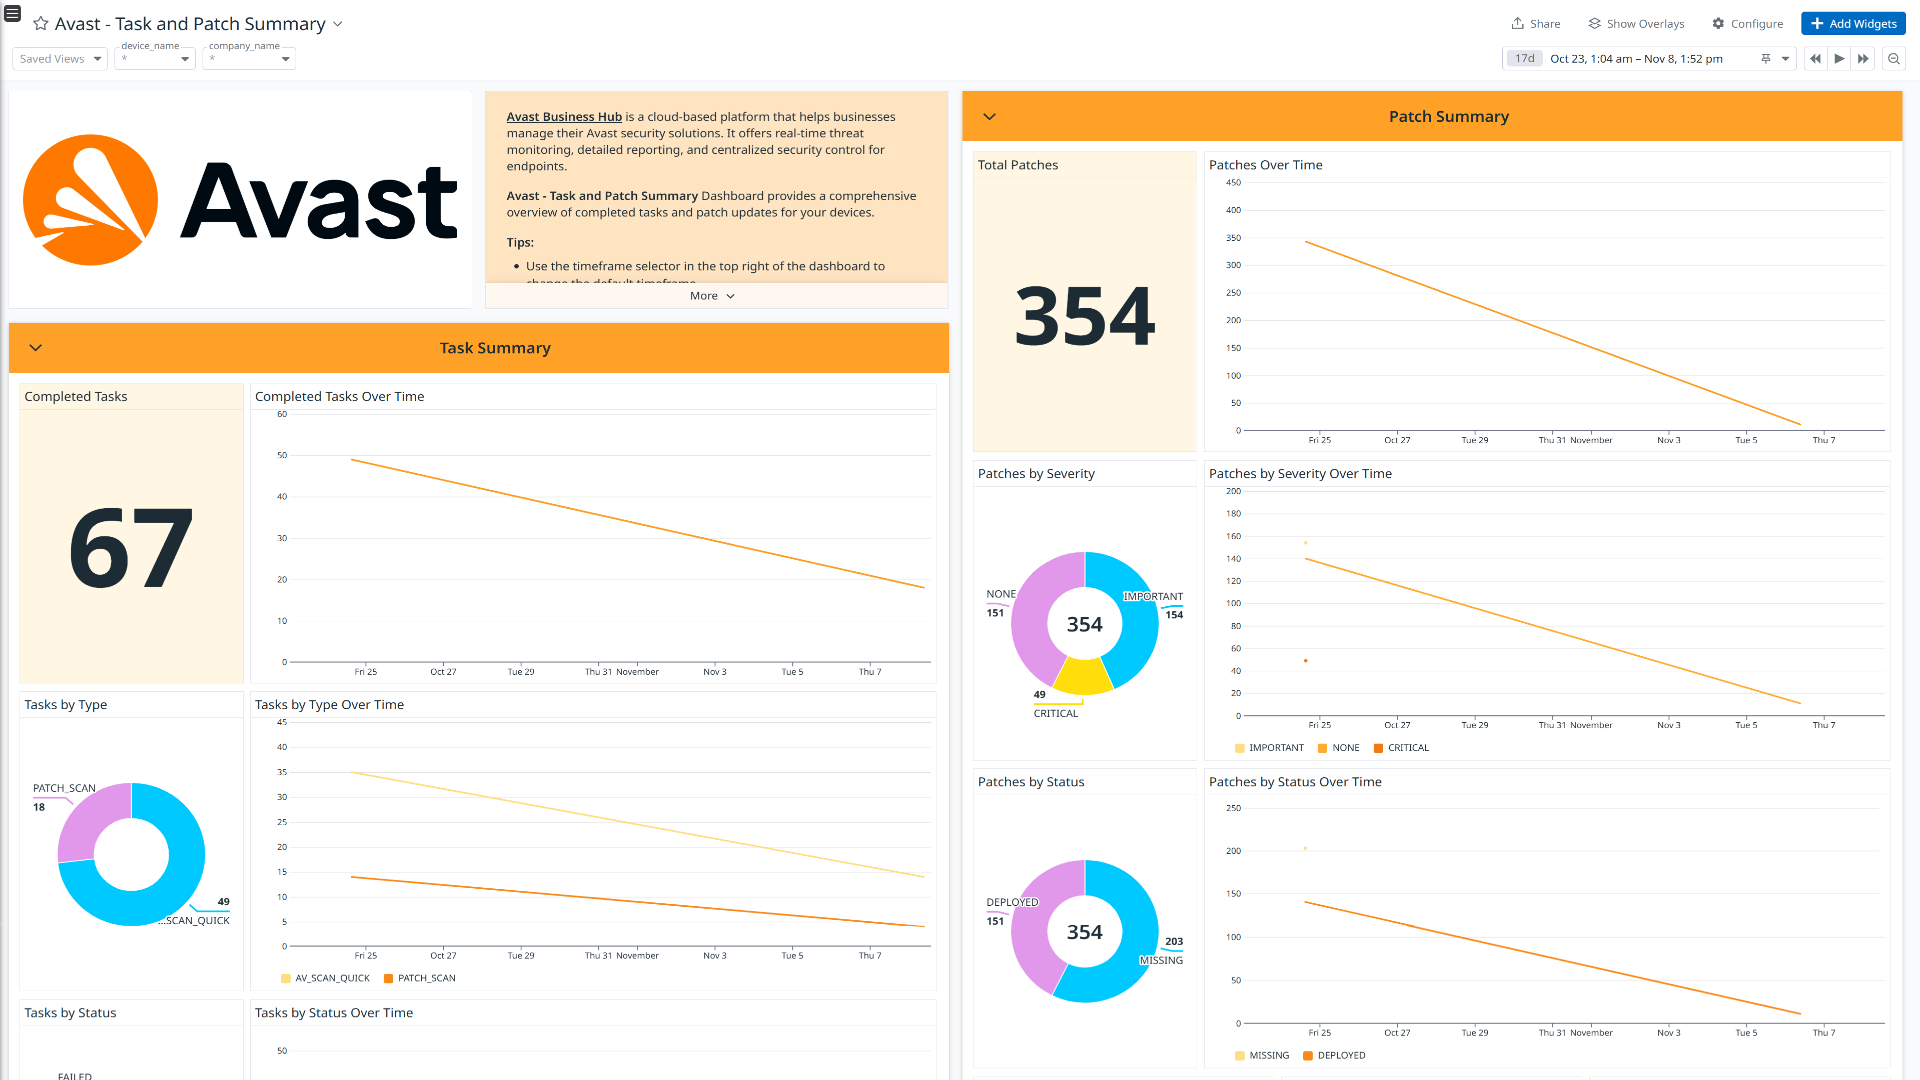 Avast - Task and Patch Summary
Share
Show Overlays
Configure
Add Widgets
Saved Views
device_name
*
company_name
*
17d
Oct 23, 1:04 am – Nov 8, 1:52 pm
Avast
Avast Business Hub is a cloud-based platform that helps businesses
manage their Avast security solutions. It offers real-time threat
monitoring, detailed reporting, and centralized security control for
endpoints.
Avast - Task and Patch Summary Dashboard provides a comprehensive
overview of completed tasks and patch updates for your devices.
Tips:
• Use the timeframe selector in the top right of the dashboard to
change the default timeframe.
More
Task Summary
Completed Tasks
67
Completed Tasks Over Time
60
50
40
30
20
10
0
Fri 25
Oct 27
Tue 29
Thu 31
November
Nov 3
Tue 5
Thu 7
Tasks by Type
PATCH_SCAN
18
49
...SCAN_QUICK
Tasks by Type Over Time
45
40
35
30
25
20
15
10
5
0
Fri 25
Oct 27
Tue 29
Thu 31
November
Nov 3
Tue 5
Thu 7
AV_SCAN_QUICK
PATCH_SCAN
Tasks by Status
FAILED
Tasks by Status Over Time
50
Patch Summary
Total Patches
354
Patches Over Time
450
400
350
300
250
200
150
100
50
0
Fri 25
Oct 27
Tue 29
Thu 31
November
Nov 3
Tue 5
Thu 7
Patches by Severity
NONE
151
354
IMPORTANT
154
49
CRITICAL
Patches by Severity Over Time
200
180
160
140
120
100
80
60
40
20
0
Fri 25
Oct 27
Tue 29
Thu 31
November
Nov 3
Tue 5
Thu 7
IMPORTANT
NONE
CRITICAL
Patches by Status
DEPLOYED
151
354
203
MISSING
Patches by Status Over Time
250
200
150
100
50
0
Fri 25
Oct 27
Tue 29
Thu 31
November
Nov 3
Tue 5
Thu 7
MISSING
DEPLOYED